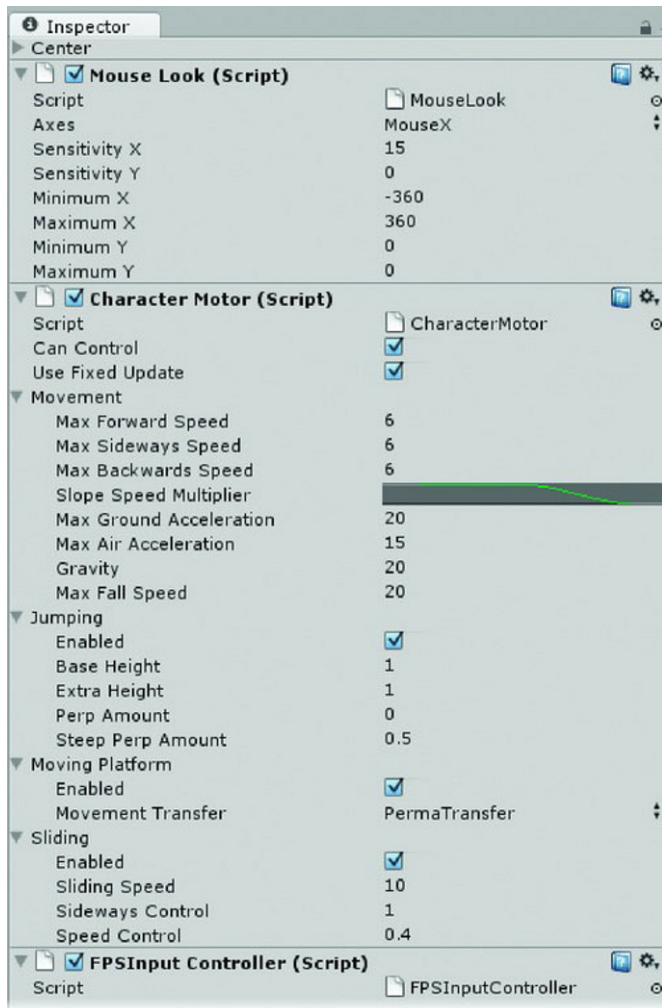 Inspector
Center
Mouse Look (Script)
Script MouseLook
Axes MouseX
Sensitivity X 15
Sensitivity Y 0
Minimum X -360
Maximum X 360
Minimum Y 0
Maximum Y 0
Character Motor (Script)
Script CharacterMotor
Can Control
Use Fixed Update
Movement
Max Forward Speed 6
Max Sideways Speed 6
Max Backwards Speed 6
Slope Speed Multiplier
Max Ground Acceleration 20
Max Air Acceleration 15
Gravity 20
Max Fall Speed 20
Jumping
Enabled
Base Height 1
Extra Height 1
Perp Amount 0
Steep Perp Amount 0.5
Moving Platform
Enabled
Movement Transfer PermaTransfer
Sliding
Enabled
Sliding Speed 10
Sideways Control 1
Speed Control 0.4
FPSInput Controller (Script)
Script FPSInputController